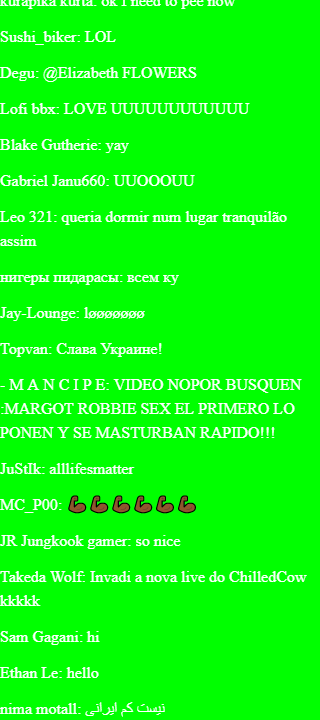 kurapika kurta: ok i need to pee now
Sushi_biker: LOL
Degu: @Elizabeth FLOWERS
Lofi bbx: LOVE UUUUUUUUUUUU
Blake Gutherie: yay
Gabriel Janu660: UUOOOUU
Leo 321: queria dormir num lugar tranquilão
assim
нигеры пидарасы: всем ку
Jay-Lounge: løøøøøøø
Topvan: Слава Украине!
- M A N C I P E: VIDEO NOPOR BUSQUEN
:MARGOT ROBBIE SEX EL PRIMERO LO
PONEN Y SE MASTURBAN RAPIDO!!!
JuStIk: alllifesmatter
MC_P00: 💪🏾💪🏾💪🏾💪🏾💪🏾💪🏾
JR Jungkook gamer: so nice
Takeda Wolf: Invadi a nova live do ChilledCow
kkkkk
Sam Gagani: hi
Ethan Le: hello
nima motall: نیست کم ایرانی